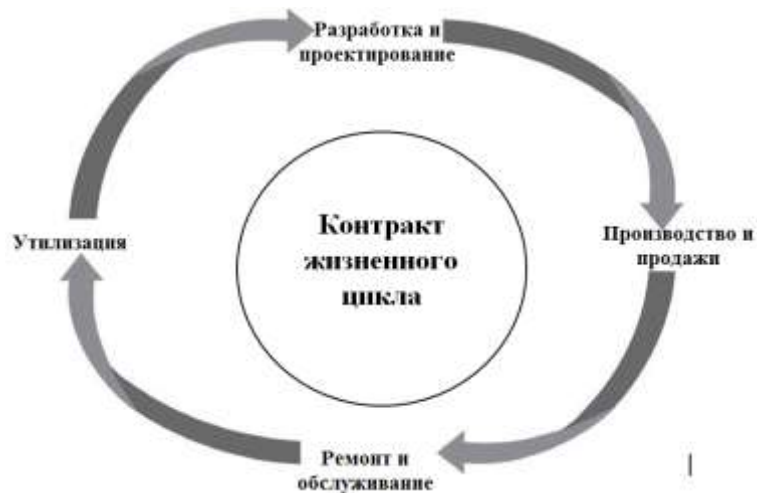 Разработка и
проектирование
Контракт
жизненного
цикла
Утилизация
Производство и
продажи
Ремонт и
обслуживание